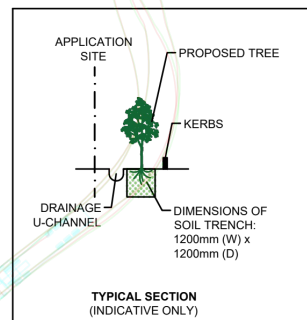 APPLICATION
SITE
PROPOSED TREE
KERBS
DRAINAGE
U-CHANNEL
DIMENSIONS OF
SOIL TRENCH:
1200mm (W) x
1200mm (D)
TYPICAL SECTION
(INDICATIVE ONLY)